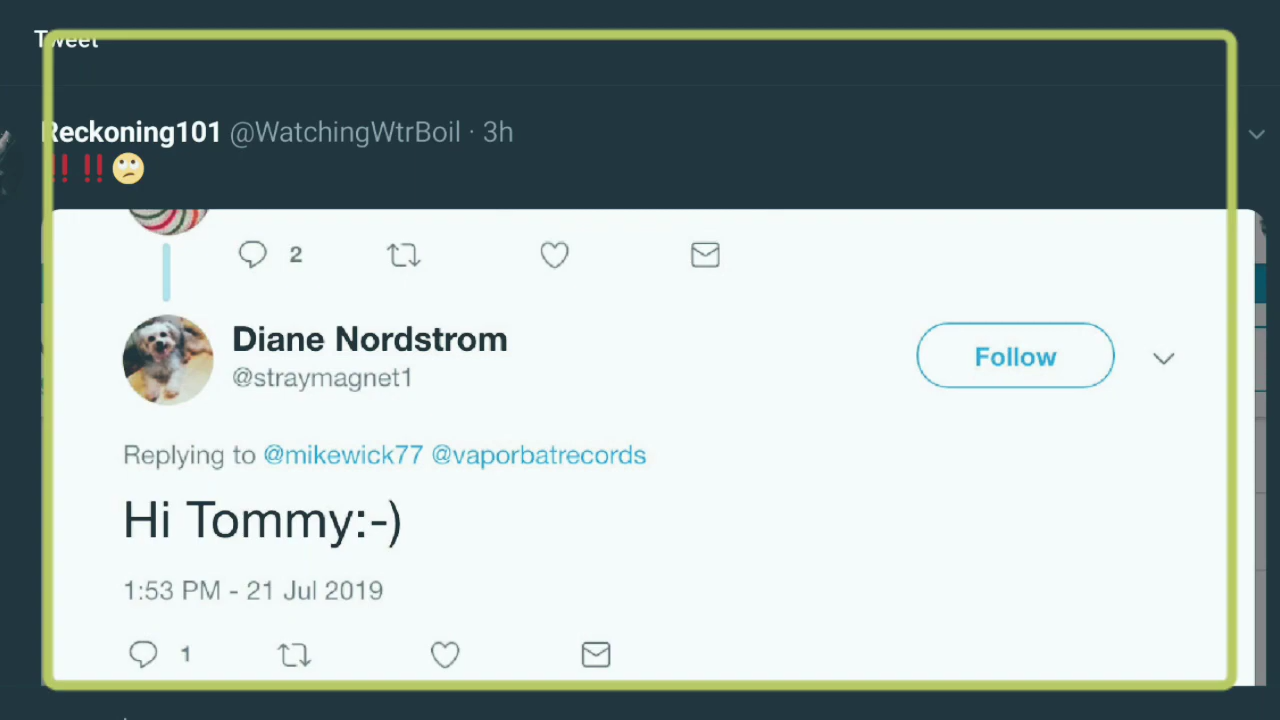 Tweet
Reckoning101 @WatchingWtrBoil · 3h
‼️ ‼️🙄
2
Diane Nordstrom
@straymagnet1
Follow
Replying to @mikewick77 @vaporbatrecords
Hi Tommy:-)
1:53 PM - 21 Jul 2019
1